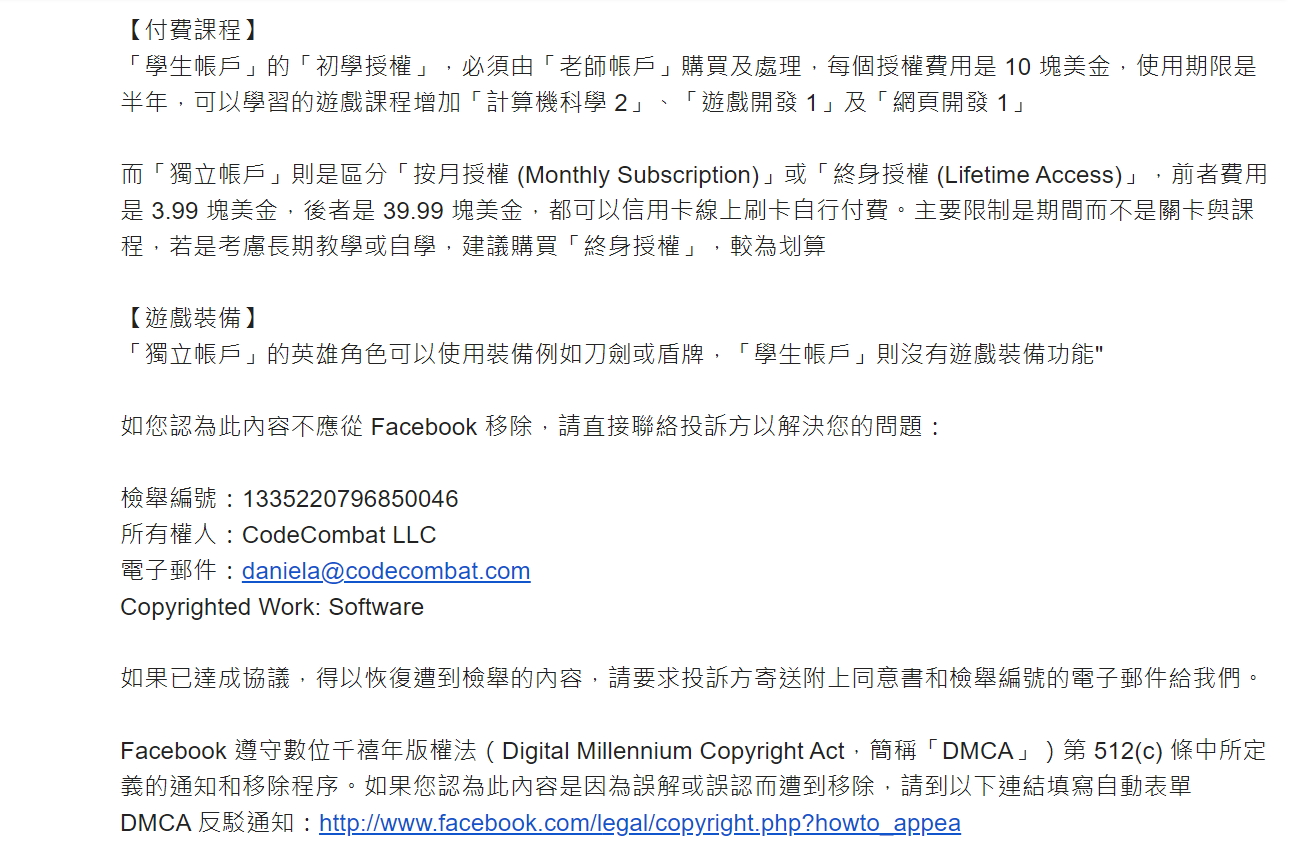 【付費課程】
「學生帳戶」的「初學授權」，必須由「老師帳戶」購買及處理，每個授權費用是 10 塊美金，使用期限是
半年，可以學習的遊戲課程增加「計算機科學 2」、「遊戲開發 1」及「網頁開發 1」
而「獨立帳戶」則是區分「按月授權 (Monthly Subscription)」或「終身授權 (Lifetime Access)」，前者費用
是 3.99 塊美金，後者是 39.99 塊美金，都可以信用卡線上刷卡自行付費。主要限制是期間而不是關卡與課
程，若是考慮長期教學或自學，建議購買「終身授權」，較為划算
【遊戲裝備】
「獨立帳戶」的英雄角色可以使用裝備例如刀劍或盾牌，「學生帳戶」則沒有遊戲裝備功能"
如您認為此內容不應從 Facebook 移除，請直接聯絡投訴方以解決您的問題：
檢舉編號：1335220796850046
所有權人：CodeCombat LLC
電子郵件：daniela@codecombat.com
Copyrighted Work: Software
如果已達成協議，得以恢復遭到檢舉的內容，請要求投訴方寄送附上同意書和檢舉編號的電子郵件給我們。
Facebook 遵守數位千禧年版權法（Digital Millennium Copyright Act，簡稱「DMCA」）第 512(c) 條中所定
義的通知和移除程序。如果您認為此內容是因為誤解或誤認而遭到移除，請到以下連結填寫自動表單
DMCA 反駁通知：http://www.facebook.com/legal/copyright.php?howto_appea